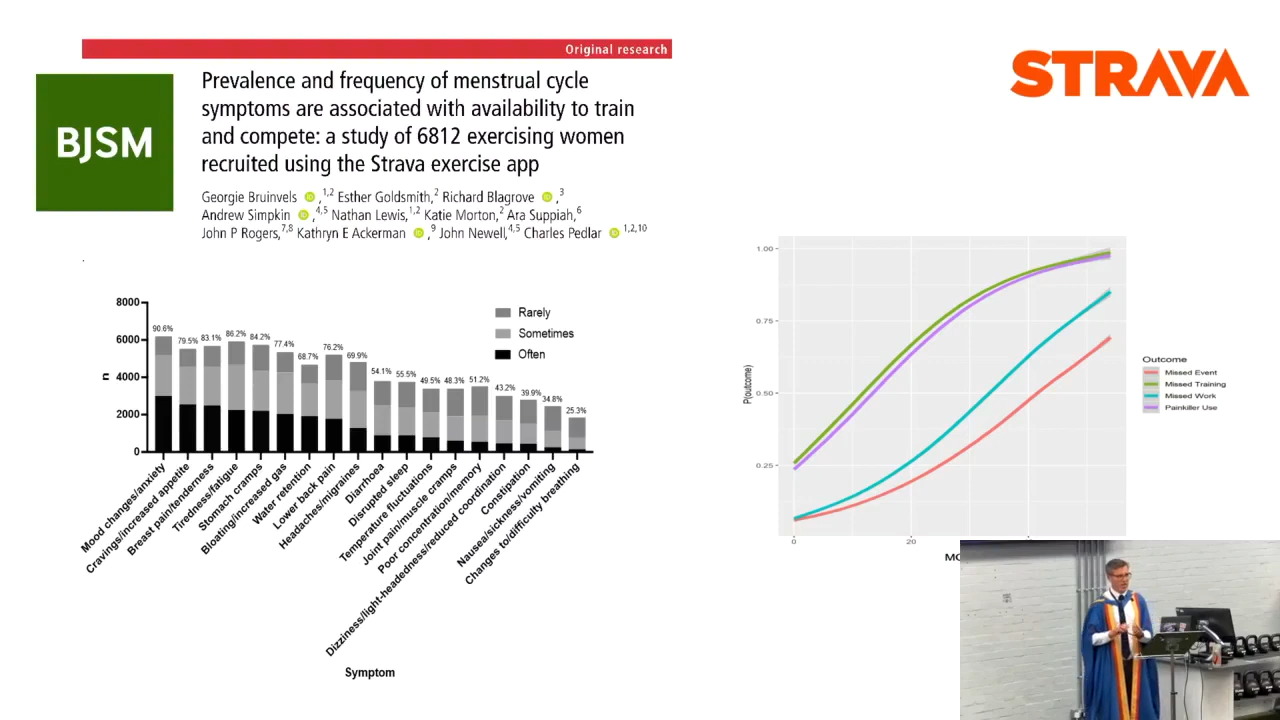 Original research
BJSM
Prevalence and frequency of menstrual cycle
symptoms are associated with availability to train
and compete: a study of 6812 exercising women
recruited using the Strava exercise app
Georgie Bruinvels ,1,2 Esther Goldsmith,2 Richard Blagrove ,3
Andrew Simpkin ,4,5 Nathan Lewis,1,2 Katie Morton,2 Ara Suppiah,6
John P Rogers,7,8 Kathryn E Ackerman ,9 John Newell,4,5 Charles Pedlar 1,2,10
STRAVA
8000
6000
4000
2000
0
n
90.6%
79.5%
83.1%
86.2%
84.2%
77.4%
68.7%
76.2%
69.9%
54.1%
55.5%
49.5%
48.3%
51.2%
43.2%
39.9%
34.8%
25.3%
Rarely
Sometimes
Often
Mood changes/anxiety
Cravings/increased appetite
Breast pain/tenderness
Tiredness/fatigue
Stomach cramps
Bloating/increased gas
Water retention
Lower back pain
Headaches/migraines
Diarrhoea
Disrupted sleep
Temperature fluctuations
Joint pain/muscle cramps
Poor concentration/memory
Dizziness/light-headedness/reduced coordination
Constipation
Nausea/sickness/vomiting
Changes to/difficulty breathing
Symptom
1.00
0.75
0.50
0.25
P(outcome)
0
20
Outcome
Missed Event
Missed Training
Missed Work
Painkiller Use